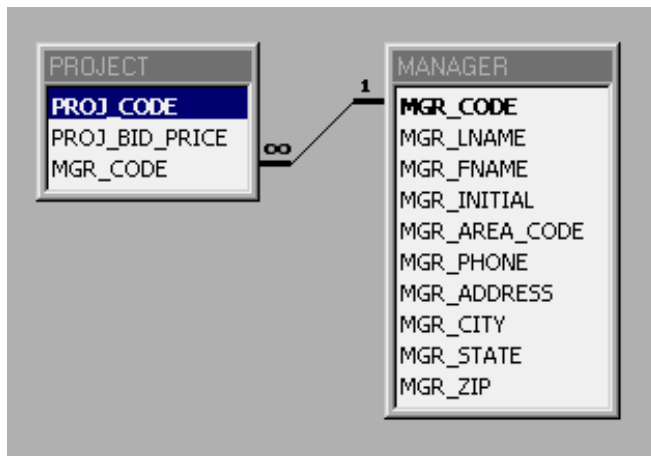 PROJECT
PROJ_CODE
PROJ_BID_PRICE
MGR_CODE
∞
1
MANAGER
MGR_CODE
MGR_LNAME
MGR_FNAME
MGR_INITIAL
MGR_AREA_CODE
MGR_PHONE
MGR_ADDRESS
MGR_CITY
MGR_STATE
MGR_ZIP